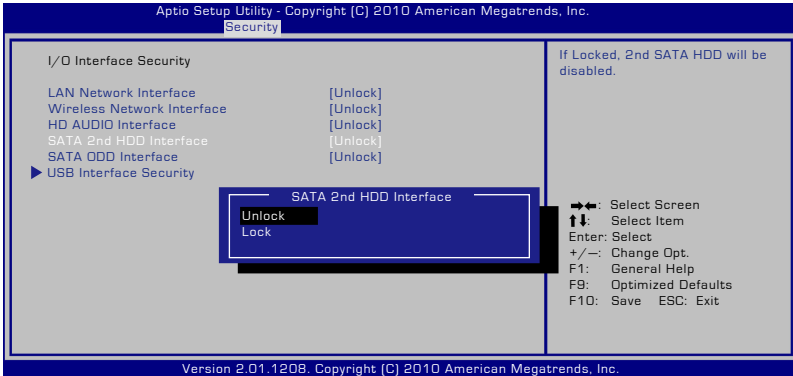 Aptio Setup Utility - Copyright (C) 2010 American Megatrends, Inc.
Security
I/O Interface Security
LAN Network Interface [Unlock]
Wireless Network Interface [Unlock]
HD AUDIO Interface [Unlock]
SATA 2nd HDD Interface [Unlock]
SATA ODD Interface [Unlock]
USB Interface Security
SATA 2nd HDD Interface
Unlock
Lock
If Locked, 2nd SATA HDD will be
disabled.
→←: Select Screen
↑↓: Select Item
Enter: Select
+/—: Change Opt.
F1: General Help
F9: Optimized Defaults
F10: Save ESC: Exit
Version 2.01.1208. Copyright (C) 2010 American Megatrends, Inc.